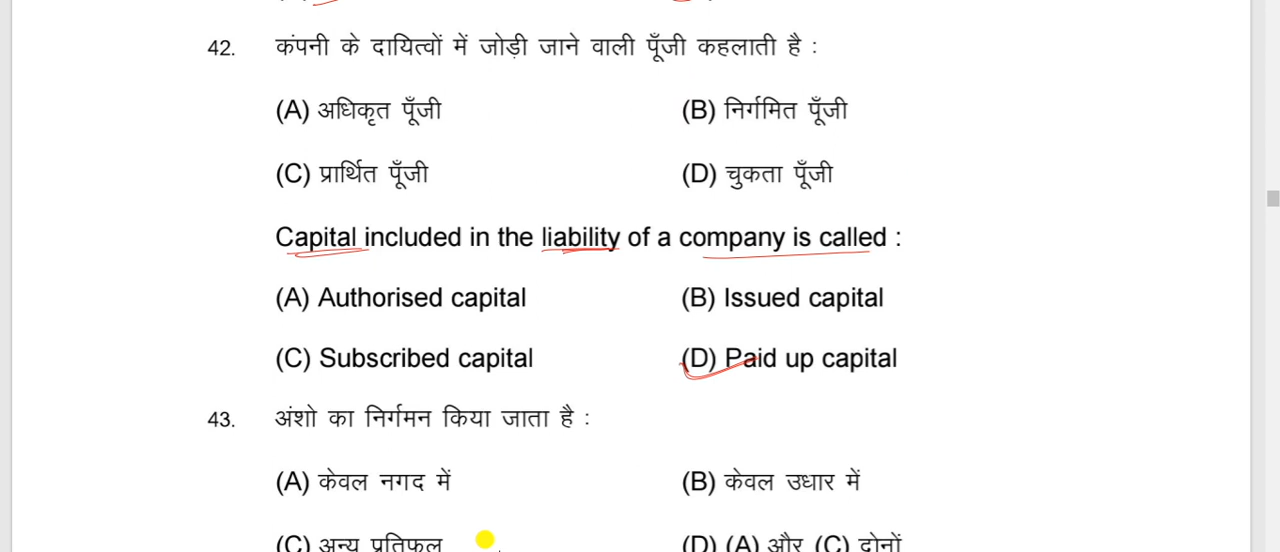 42. कंपनी के दायित्वों में जोड़ी जाने वाली पूँजी कहलाती है :
(A) अधिकृत पूँजी (B) निर्गमित पूँजी
(C) प्रार्थित पूँजी (D) चुकता पूँजी
Capital included in the liability of a company is called :
(A) Authorised capital (B) Issued capital
(C) Subscribed capital (D) Paid up capital
43. अंशो का निर्गमन किया जाता है :
(A) केवल नगद में (B) केवल उधार में
(C) अन्य प्रतिफल (D) (A) और (C) दोनों